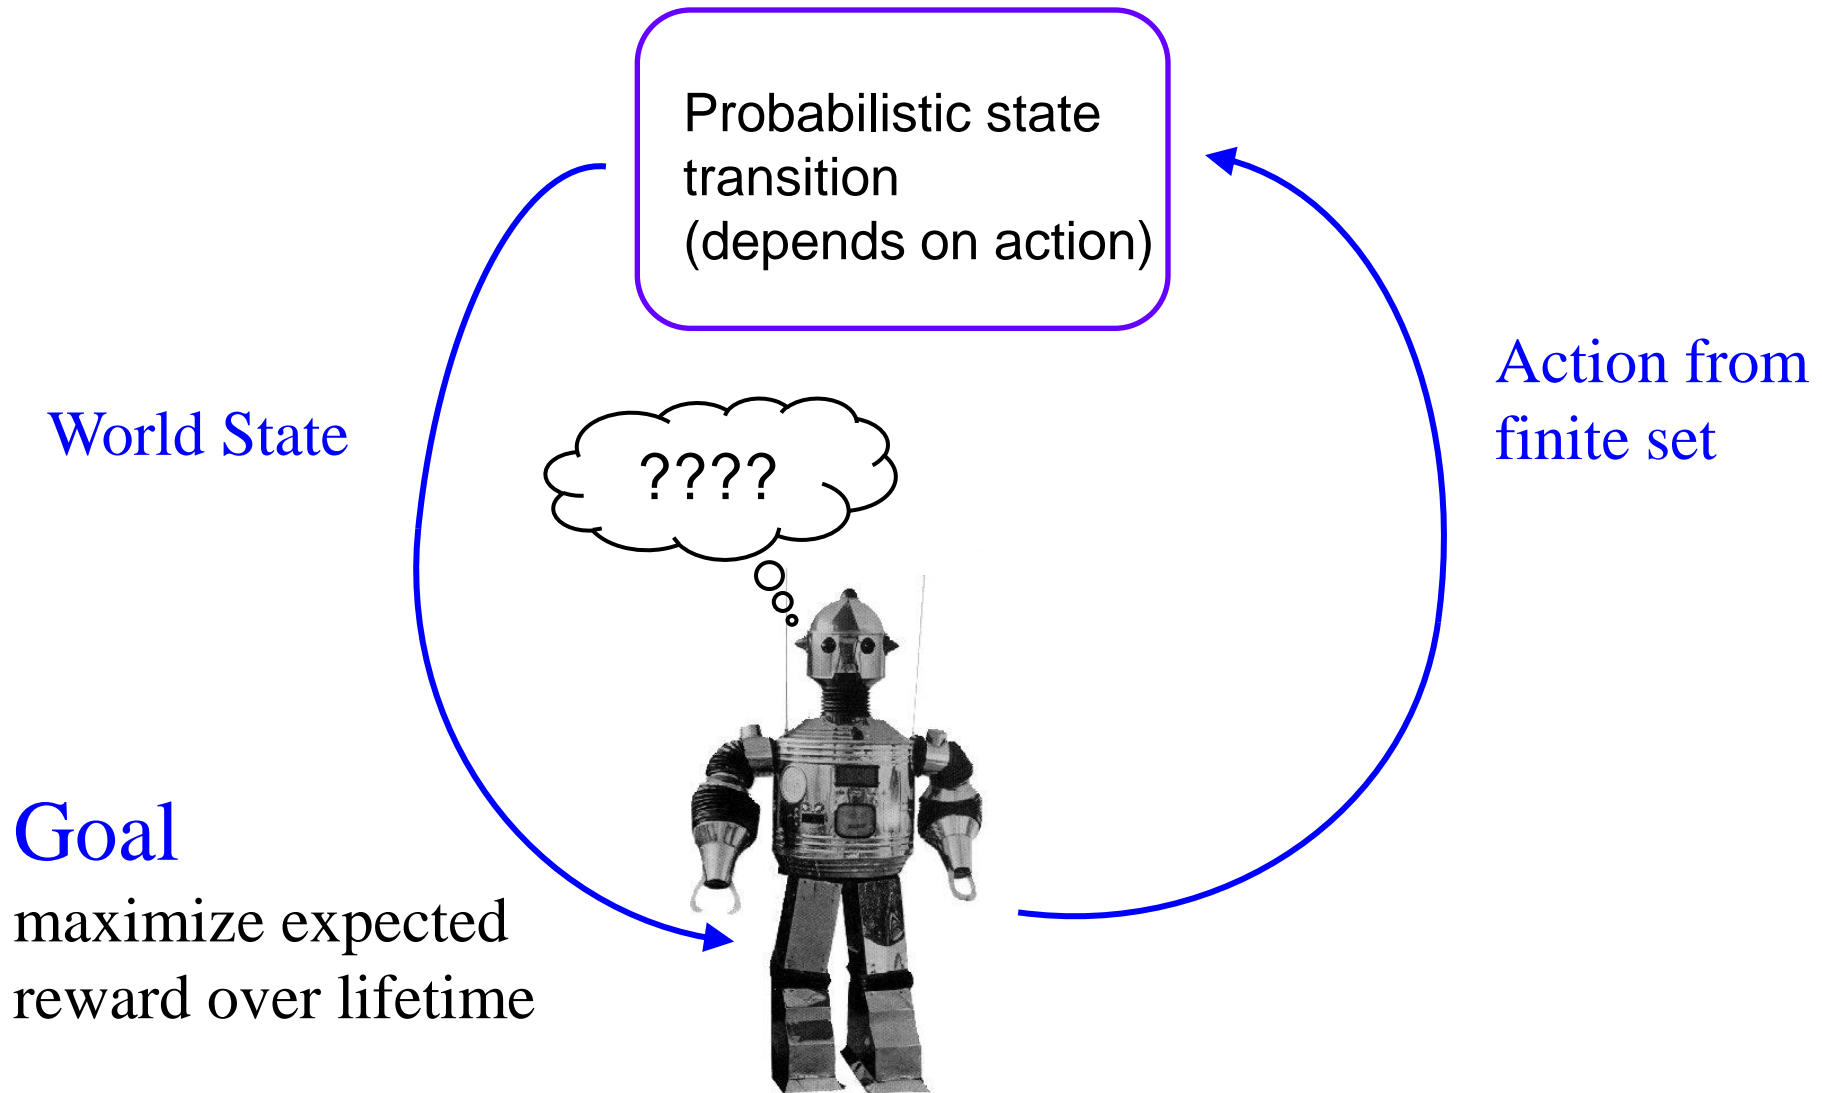 Probabilistic state
transition
(depends on action)
World State
Action from
finite set
????
Goal
maximize expected
reward over lifetime